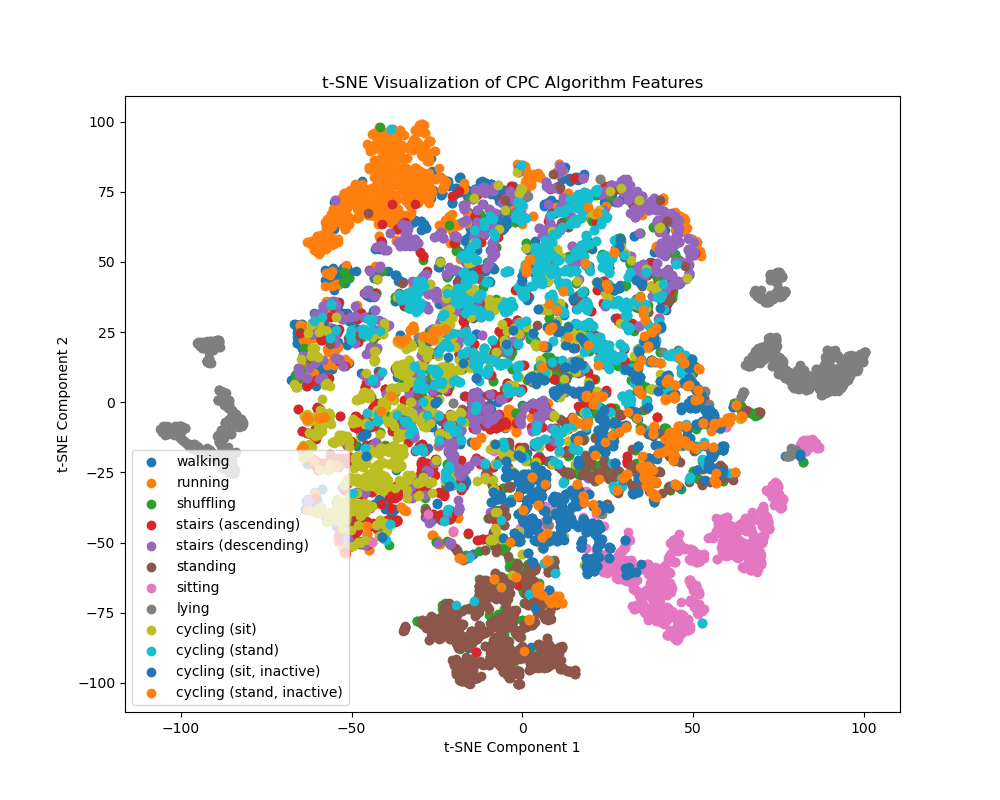 t-SNE Visualization of CPC Algorithm Features
t-SNE Component 2
100
75
50
25
0
−25
−50
−75
−100
walking
running
shuffling
stairs (ascending)
stairs (descending)
standing
sitting
lying
cycling (sit)
cycling (stand)
cycling (sit, inactive)
cycling (stand, inactive)
−100
−50
0
50
100
t-SNE Component 1